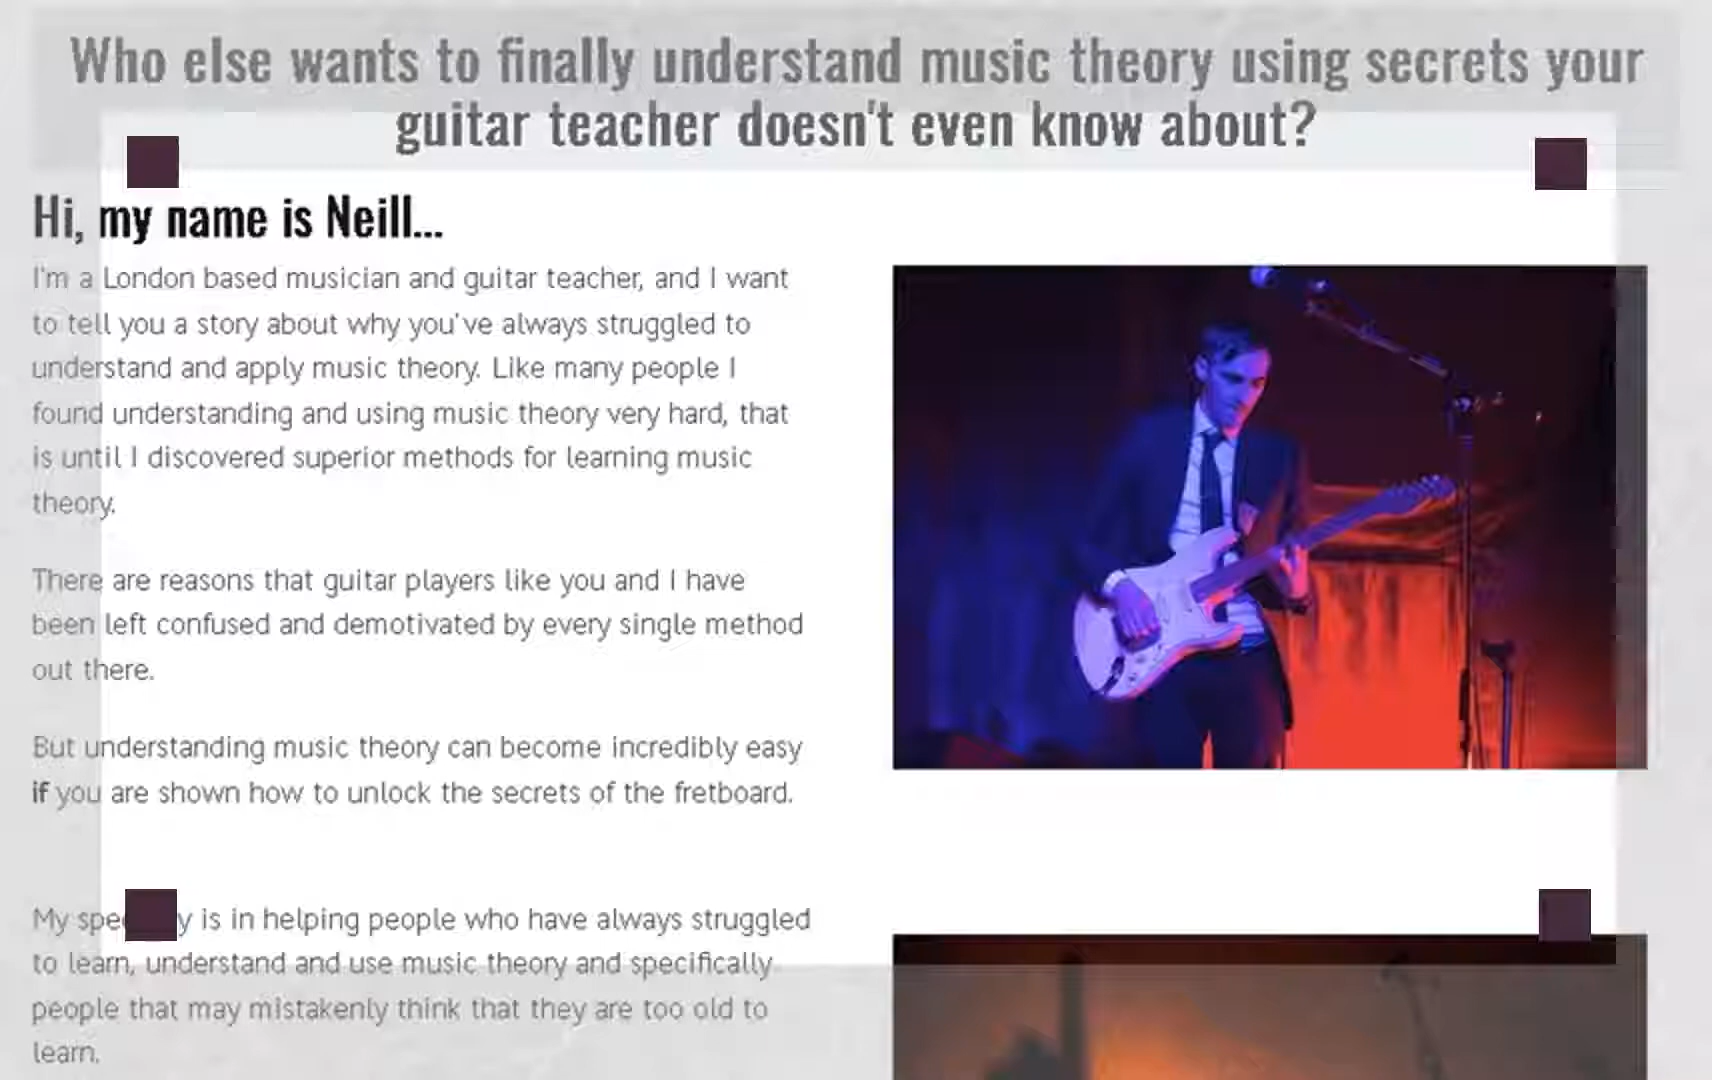 Who else wants to finally understand music theory using secrets your
guitar teacher doesn't even know about?
Hi, my name is Neill...
I'm a London based musician and guitar teacher, and I want
to tell you a story about why you've always struggled to
understand and apply music theory. Like many people I
found understanding and using music theory very hard, that
is until I discovered superior methods for learning music
theory.
There are reasons that guitar players like you and I have
been left confused and demotivated by every single method
out there.
But understanding music theory can become incredibly easy
if you are shown how to unlock the secrets of the fretboard.
My is in helping people who have always struggled
to learn, understand and use music theory and specifically
people that may mistakenly think that they are too old to
learn.